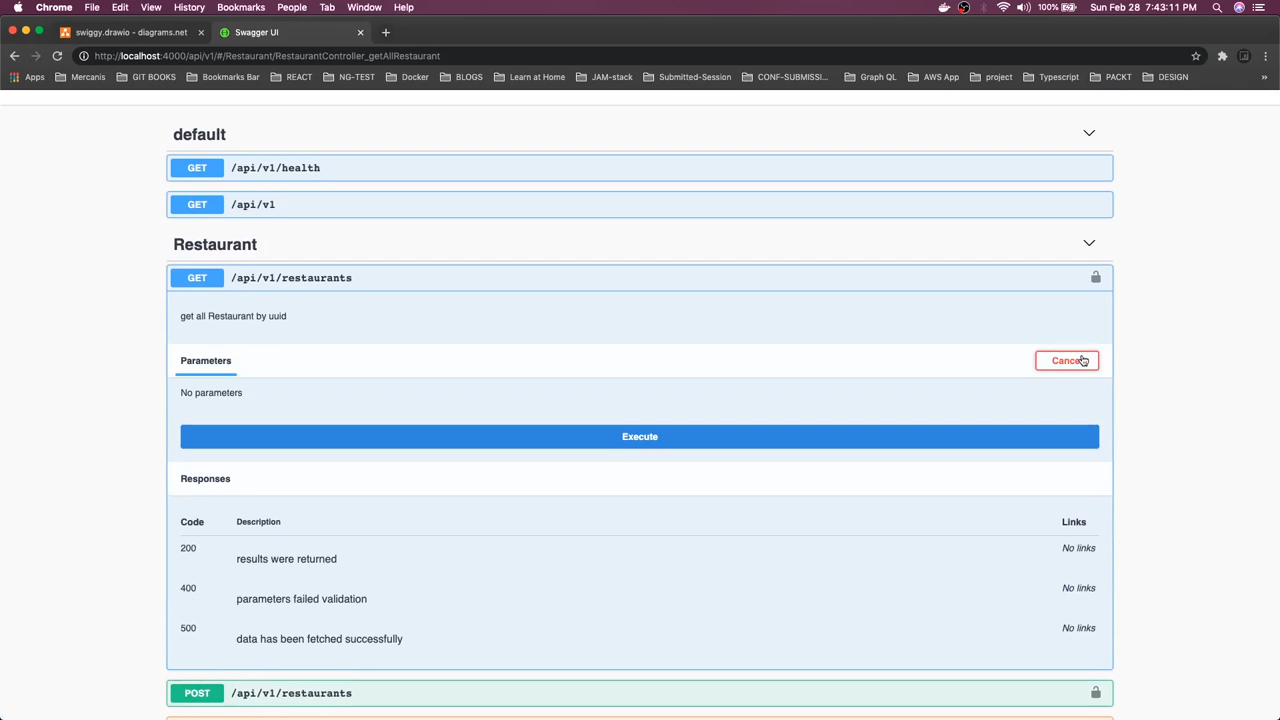 Chrome File Edit View History Bookmarks People Tab Window Help 100% Sun Feb 28 7:43:11 PM
swiggy.drawio - diagrams.net Swagger UI
http://localhost:4000/api/v1/#/Restaurant/RestaurantController_getAllRestaurant
Apps Mercanis GIT BOOKS Bookmarks Bar REACT NG-TEST Docker BLOGS Learn at Home JAM-stack Submitted-Session CONF-SUBMISSI... Graph QL AWS App project Typescript PACKT DESIGN »
default
GET /api/v1/health
GET /api/v1
Restaurant
GET /api/v1/restaurants
get all Restaurant by uuid
Parameters Cancel
No parameters
Execute
Responses
Code Description Links
200 No links
results were returned
400 No links
parameters failed validation
500 No links
data has been fetched successfully
POST /api/v1/restaurants